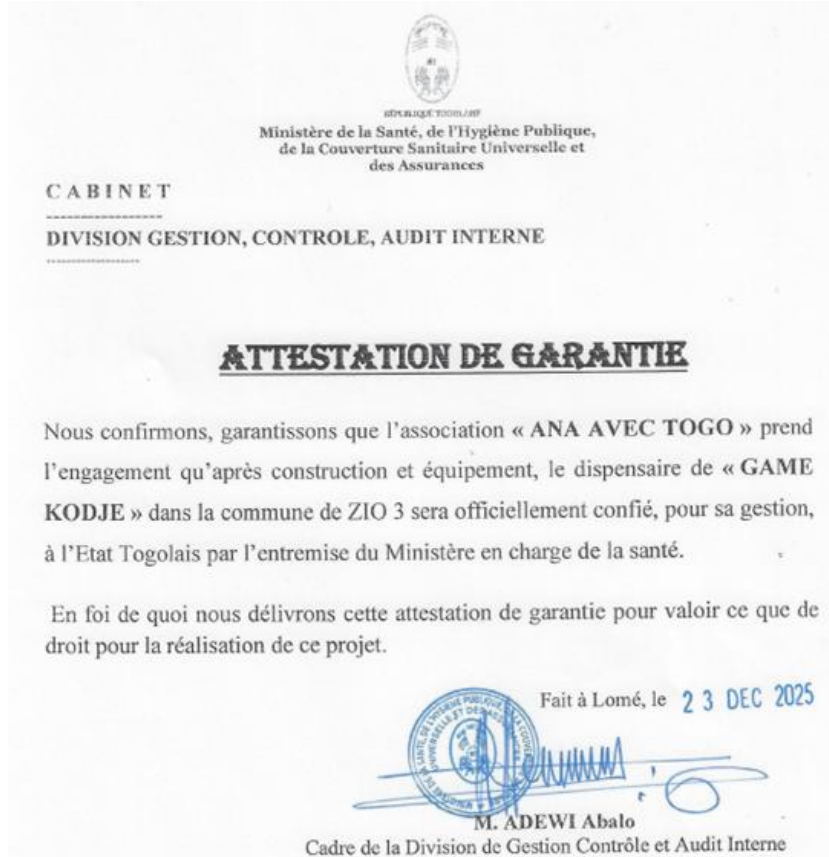 RÉPUBLIQUE TOGOLAISE
Ministère de la Santé, de l'Hygiène Publique,
de la Couverture Sanitaire Universelle et
des Assurances
CABINET
-----------------
DIVISION GESTION, CONTROLE, AUDIT INTERNE
-----------------
ATTESTATION DE GARANTIE
Nous confirmons, garantissons que l'association « ANA AVEC TOGO » prend
l'engagement qu'après construction et équipement, le dispensaire de « GAME
KODJE » dans la commune de ZIO 3 sera officiellement confié, pour sa gestion,
à l'Etat Togolais par l'entremise du Ministère en charge de la santé.
En foi de quoi nous délivrons cette attestation de garantie pour valoir ce que de
droit pour la réalisation de ce projet.
Fait à Lomé, le 23 DEC 2025
M. ADEWI Abalo
Cadre de la Division de Gestion Contrôle et Audit Interne